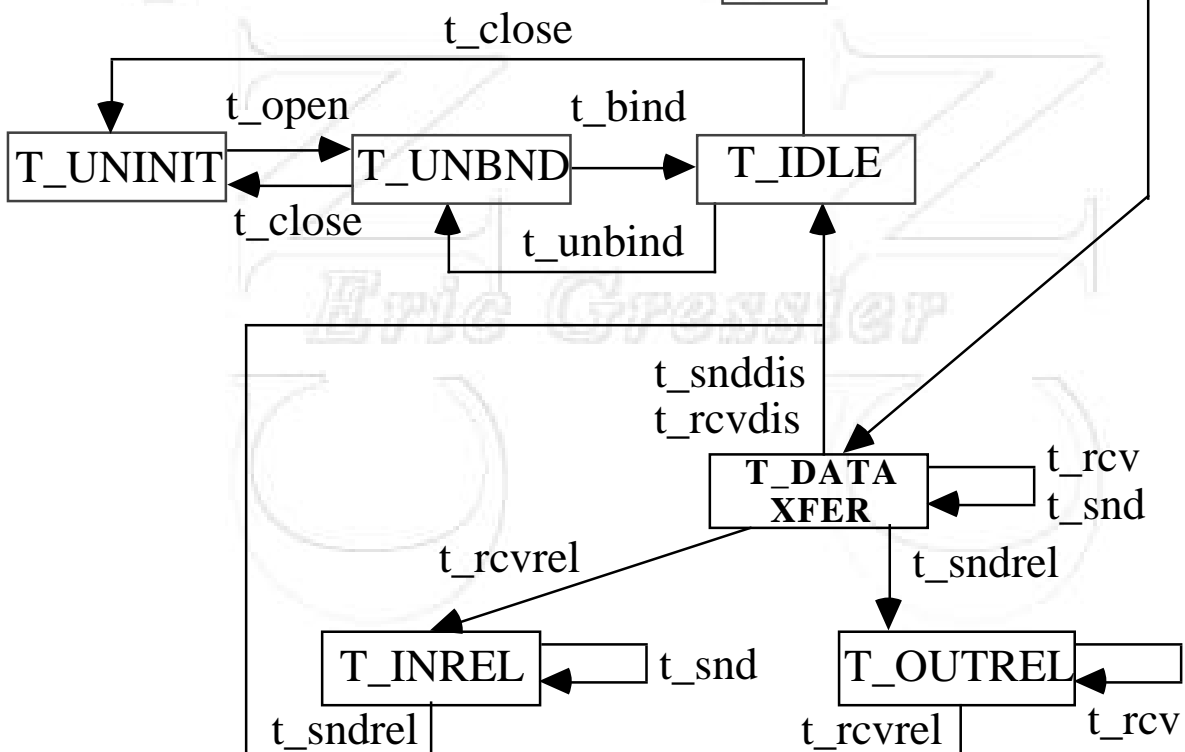 t_close
t_open
t_bind
T_UNINIT
T_UNBND
T_IDLE
t_close
t_unbind
Eric Gressier
t_snddis
t_rcvdis
T_DATA
XFER
t_rcv
t_snd
t_rcvrel
t_sndrel
T_INREL
t_snd
T_OUTREL
t_sndrel
t_rcvrel
t_rcv